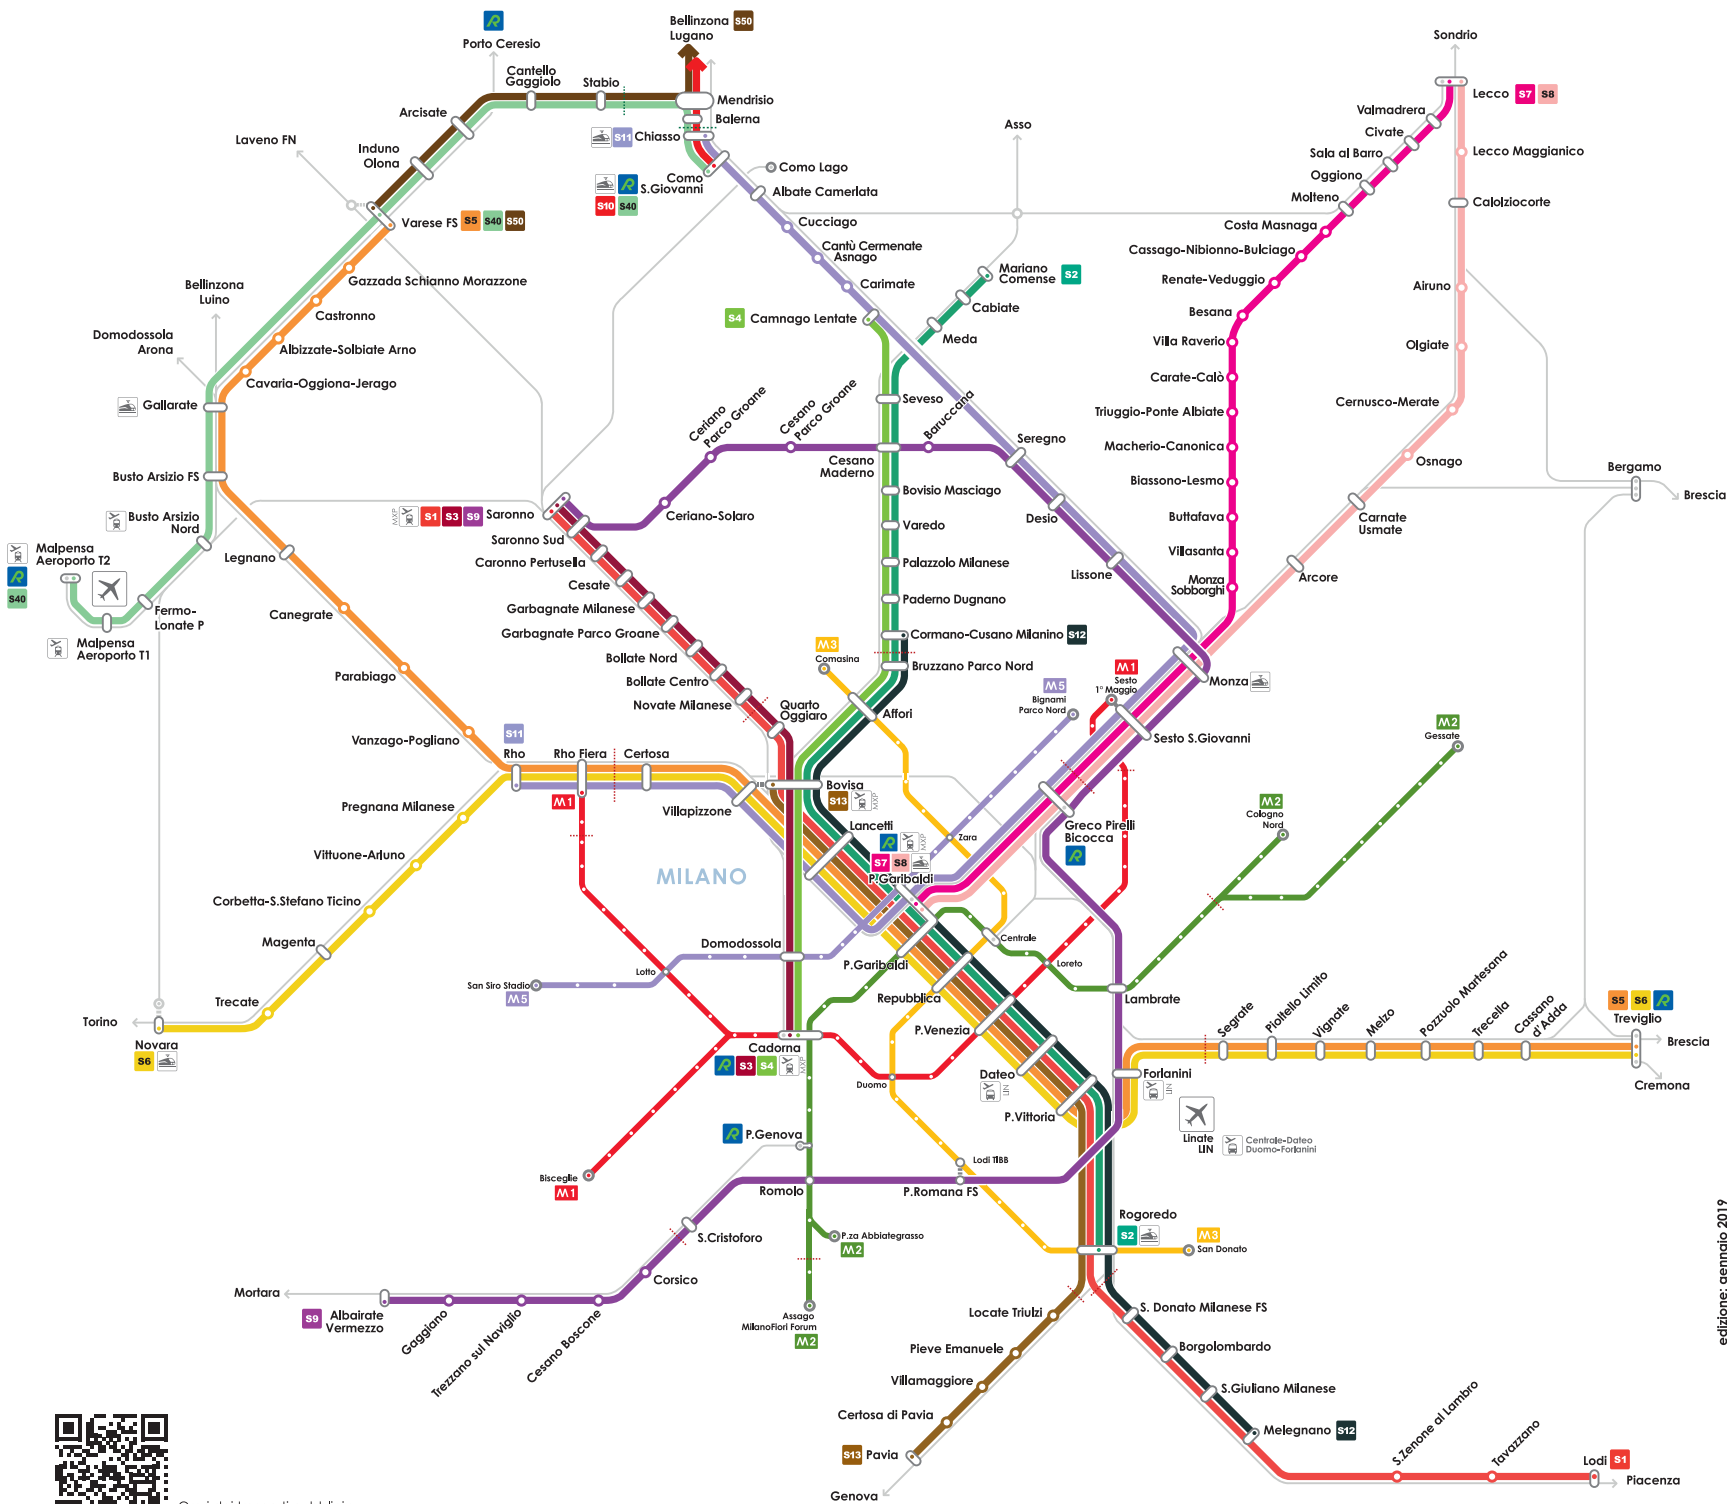 Bellinzona S50
Lugano
R
Porto Ceresio
Cantello
Gaggiolo
Stabio
Mendrisio
Balerna
Arcisate
S11 Chiasso
Laveno FN
Induno
Olona
Como
S.Giovanni
R
S10 S40
Como Lago
Albate Camerlata
Asso
Sondrio
Lecco S7 S8
Valmadrera
Civate
Sala al Barro
Oggiono
Molteno
Lecco Maggianico
Calolziocorte
Costa Masnaga
Cassago-Nibionno-Bulciago
Renate-Veduggio
Besana
Villa Raverio
Carate-Calò
Triuggio-Ponte Albiate
Macherio-Canonica
Biassono-Lesmo
Buttafava
Villasanta
Monza
Sobborghi
Airuno
Olgiate
Cernusco-Merate
Osnago
Carnate
Usmate
Arcore
Bergamo
Brescia
Varese FS S5 S40 S50
Gazzada Schianno Morazzone
Castronno
Albizzate-Solbiate Arno
Cavaria-Oggiona-Jerago
Bellinzona
Luino
Domodossola
Arona
Gallarate
Busto Arsizio FS
Busto Arsizio
Nord
Malpensa
Aeroporto T2
R
S40
Fermo-
Lonate P
Malpensa
Aeroporto T1
Cucciago
Cantù Cermenate
Asnago
Carimate
S4 Camnago Lentate
Mariano
Comense S2
Cabiate
Meda
Seveso
Ceriano
Parco Groane
Cesano
Parco Groane
Baruccana
Seregno
Cesano
Maderno
Bovisio Masciago
Desio
Varedo
Palazzolo Milanese
Lissone
Paderno Dugnano
Cormano-Cusano Milanino S12
Bruzzano Parco Nord
MXP S1 S3 S9 Saronno
Ceriano-Solaro
Saronno Sud
Caronno Pertusella
Cesate
Garbagnate Milanese
Garbagnate Parco Groane
Bollate Nord
Bollate Centro
Novate Milanese
Quarto
Oggiaro
M3
Comasina
Affori
M5
Bignami
Parco Nord
M1
Sesto
1° Maggio
Monza
Sesto S.Giovanni
M2
Gessate
Legnano
Canegrate
Parabiago
Vanzago-Pogliano
S11
Rho
Rho Fiera
Certosa
M1
Villapizzone
Bovisa
S13 MXP
Lancetti
R MXP
S7 S8
P.Garibaldi
Zara
Greco Pirelli
Bicocca
R
M2
Cologno
Nord
Pregnana Milanese
Vittuone-Arluno
Corbetta-S.Stefano Ticino
Magenta
Trecate
Torino
Novara
S6
MILANO
Domodossola
Lotto
San Siro Stadio
M5
P.Garibaldi
Centrale
Loreto
Lambrate
Repubblica
P.Venezia
Cadorna
R S3 S4 MXP
Duomo
Dateo
LIN
P.Vittoria
Forlanini
LIN
Linate
LIN
Centrale-Dateo
Duomo-Forlanini
Segrate
Pioltello Limito
Vignate
Melzo
Pozzuolo Martesana
Trecella
Cassano
d'Adda
S5 S6 R
Treviglio
Brescia
Cremona
R P.Genova
Bisceglie
M1
Romolo
Lodi TIBB
P.Romana FS
P.za Abbiategrasso
M2
S.Cristoforo
Corsico
Rogoredo
S2
M3
San Donato
Mortara
S9 Albairate
Vermezzo
Gaggiano
Trezzano sul Naviglio
Cesano Boscone
Assago
MilanoFiori Forum
M2
Locate Triulzi
Pieve Emanuele
Villamaggiore
Certosa di Pavia
S13 Pavia
Genova
S. Donato Milanese FS
Borgolombardo
S.Giuliano Milanese
Melegnano S12
S.Zenone al Lambro
Tavazzano
Lodi S1
Piacenza
edizione: gennaio 2019